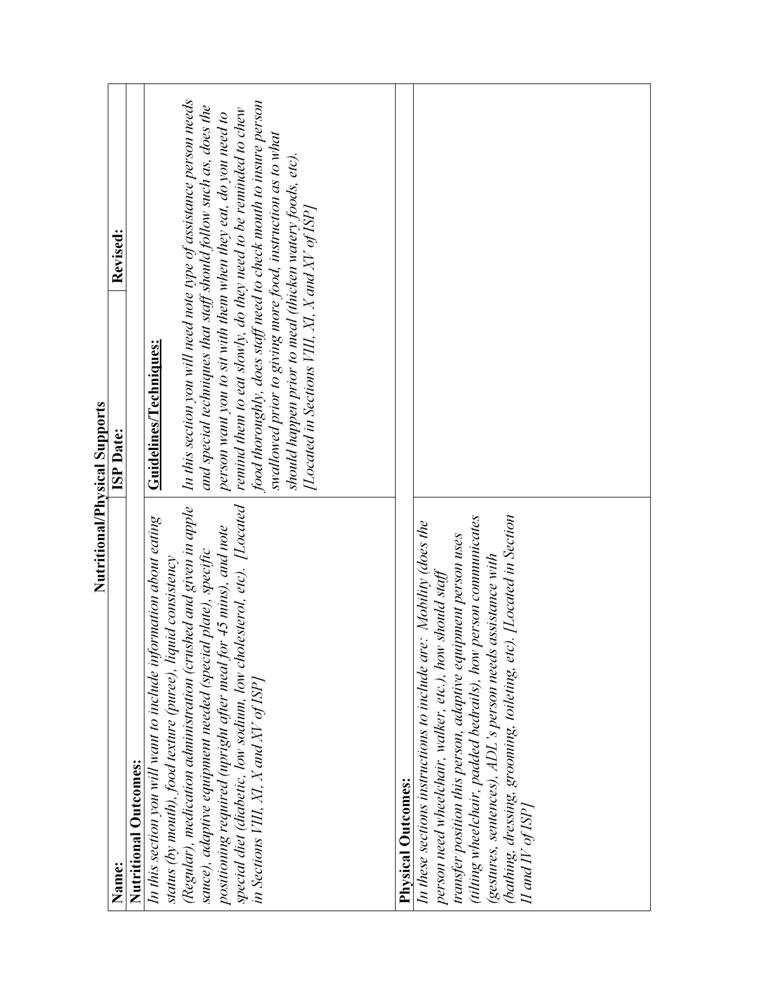 Nutritional/Physical Supports
Name:
ISP Date:
Revised:
Nutritional Outcomes:
In this section you will want to include information about eating
status (by mouth), food texture (puree), liquid consistency
(Regular), medication administration (crushed and given in apple
sauce), adaptive equipment needed (special plate), specific
positioning required (upright after meal for 45 mins), and note
special diet (diabetic, low sodium, low cholesterol, etc). [Located
in Sections VIII, XI, X and XV of ISP]
Guidelines/Techniques:
In this section you will need note type of assistance person needs
and special techniques that staff should follow such as, does the
person want you to sit with them when they eat, do you need to
remind them to eat slowly, do they need to be reminded to chew
food thoroughly, does staff need to check mouth to insure person
swallowed prior to giving more food, instruction as to what
should happen prior to meal (thicken watery foods, etc).
[Located in Sections VIII, XI, X and XV of ISP]
Physical Outcomes:
In these sections instructions to include are: Mobility (does the
person need wheelchair, walker, etc.), how should staff
transfer position this person, adaptive equipment person uses
(tilting wheelchair, padded bedrails), how person communicates
(gestures, sentences), ADL's person needs assistance with
(bathing, dressing, grooming, toileting, etc). [Located in Section
II and IV of ISP]